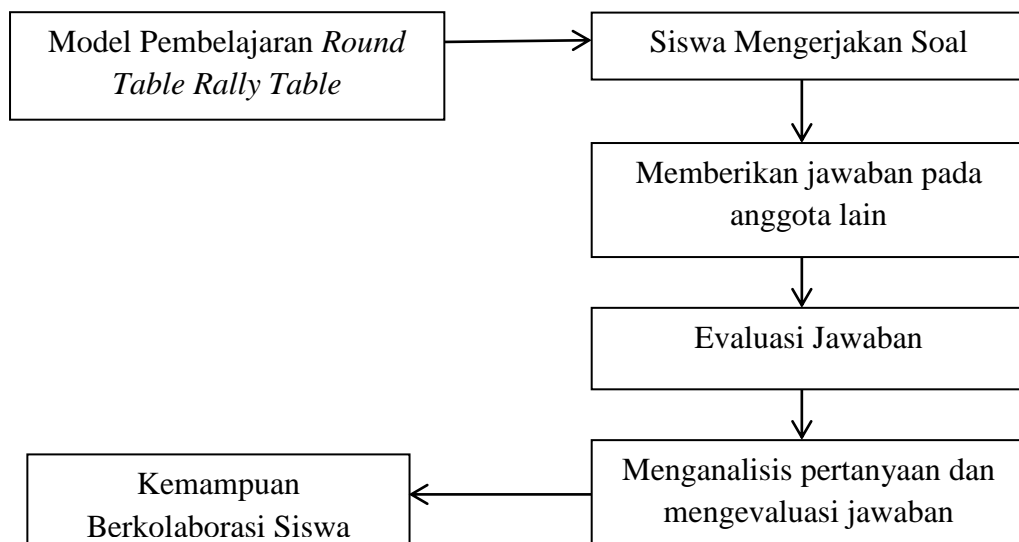 Model Pembelajaran Round
Table Rally Table
Siswa Mengerjakan Soal
Memberikan jawaban pada
anggota lain
Evaluasi Jawaban
Menganalisis pertanyaan dan
mengevaluasi jawaban
Kemampuan
Berkolaborasi Siswa